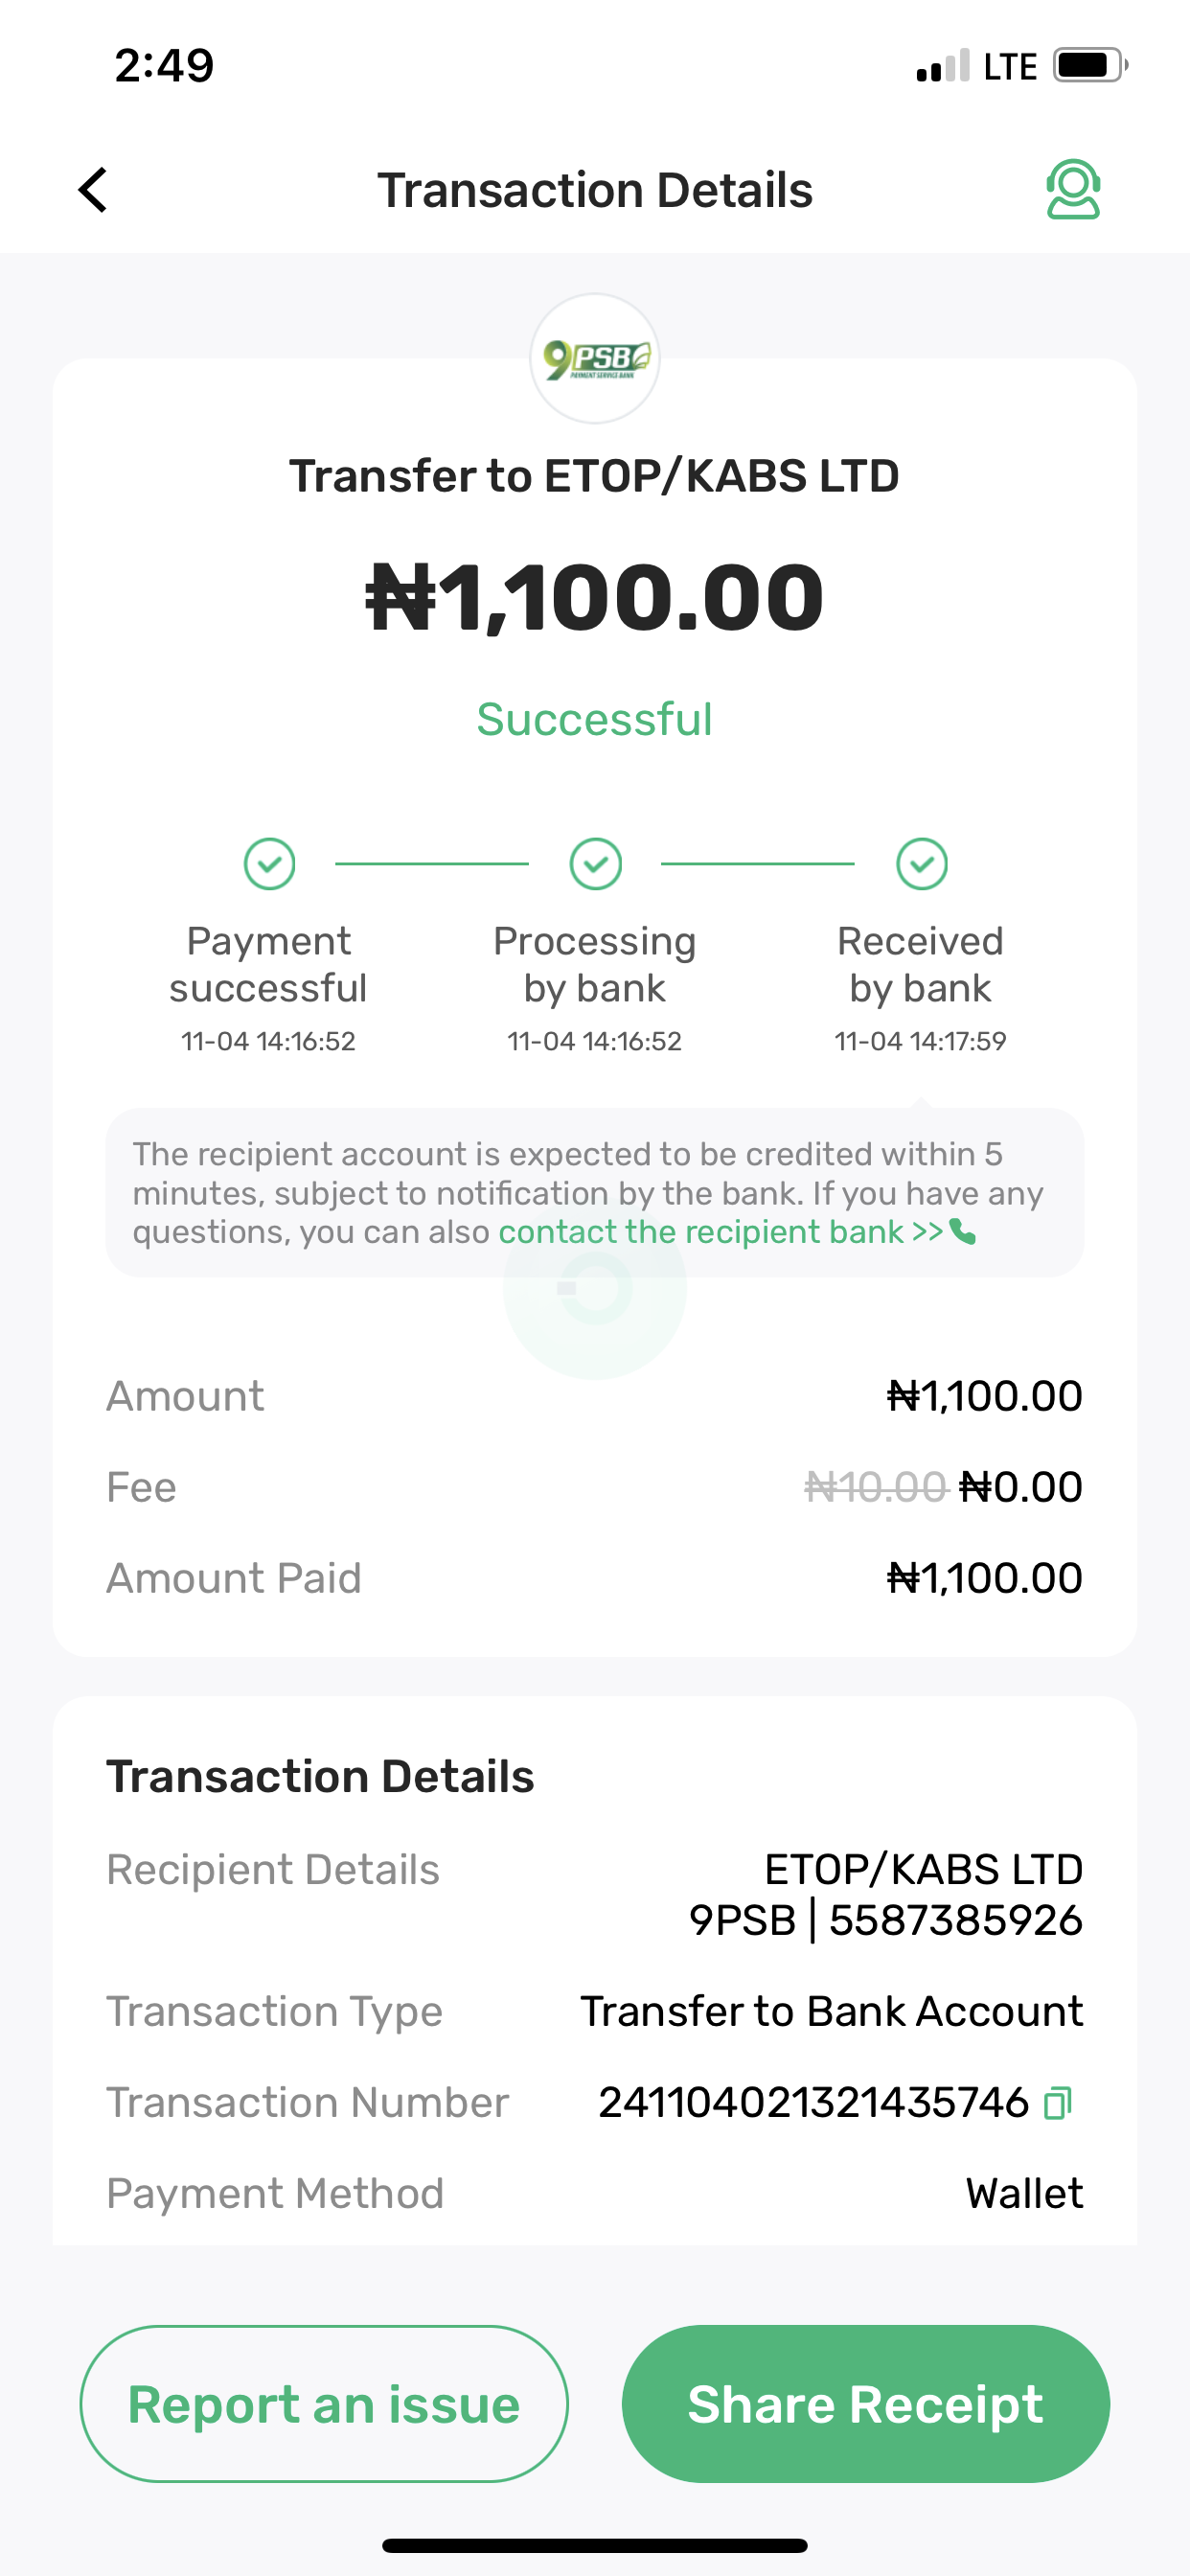 2:49
LTE
Transaction Details
9PSB
PAYMENT SERVICE BANK
Transfer to ETOP/KABS LTD
₦1,100.00
Successful
Payment successful
11-04 14:16:52
Processing by bank
11-04 14:16:52
Received by bank
11-04 14:17:59
The recipient account is expected to be credited within 5
minutes, subject to notification by the bank. If you have any
questions, you can also contact the recipient bank >>
Amount ₦1,100.00
Fee ₦10.00 ₦0.00
Amount Paid ₦1,100.00
Transaction Details
Recipient Details ETOP/KABS LTD
9PSB | 5587385926
Transaction Type Transfer to Bank Account
Transaction Number 241104021321435746
Payment Method Wallet
Report an issue
Share Receipt